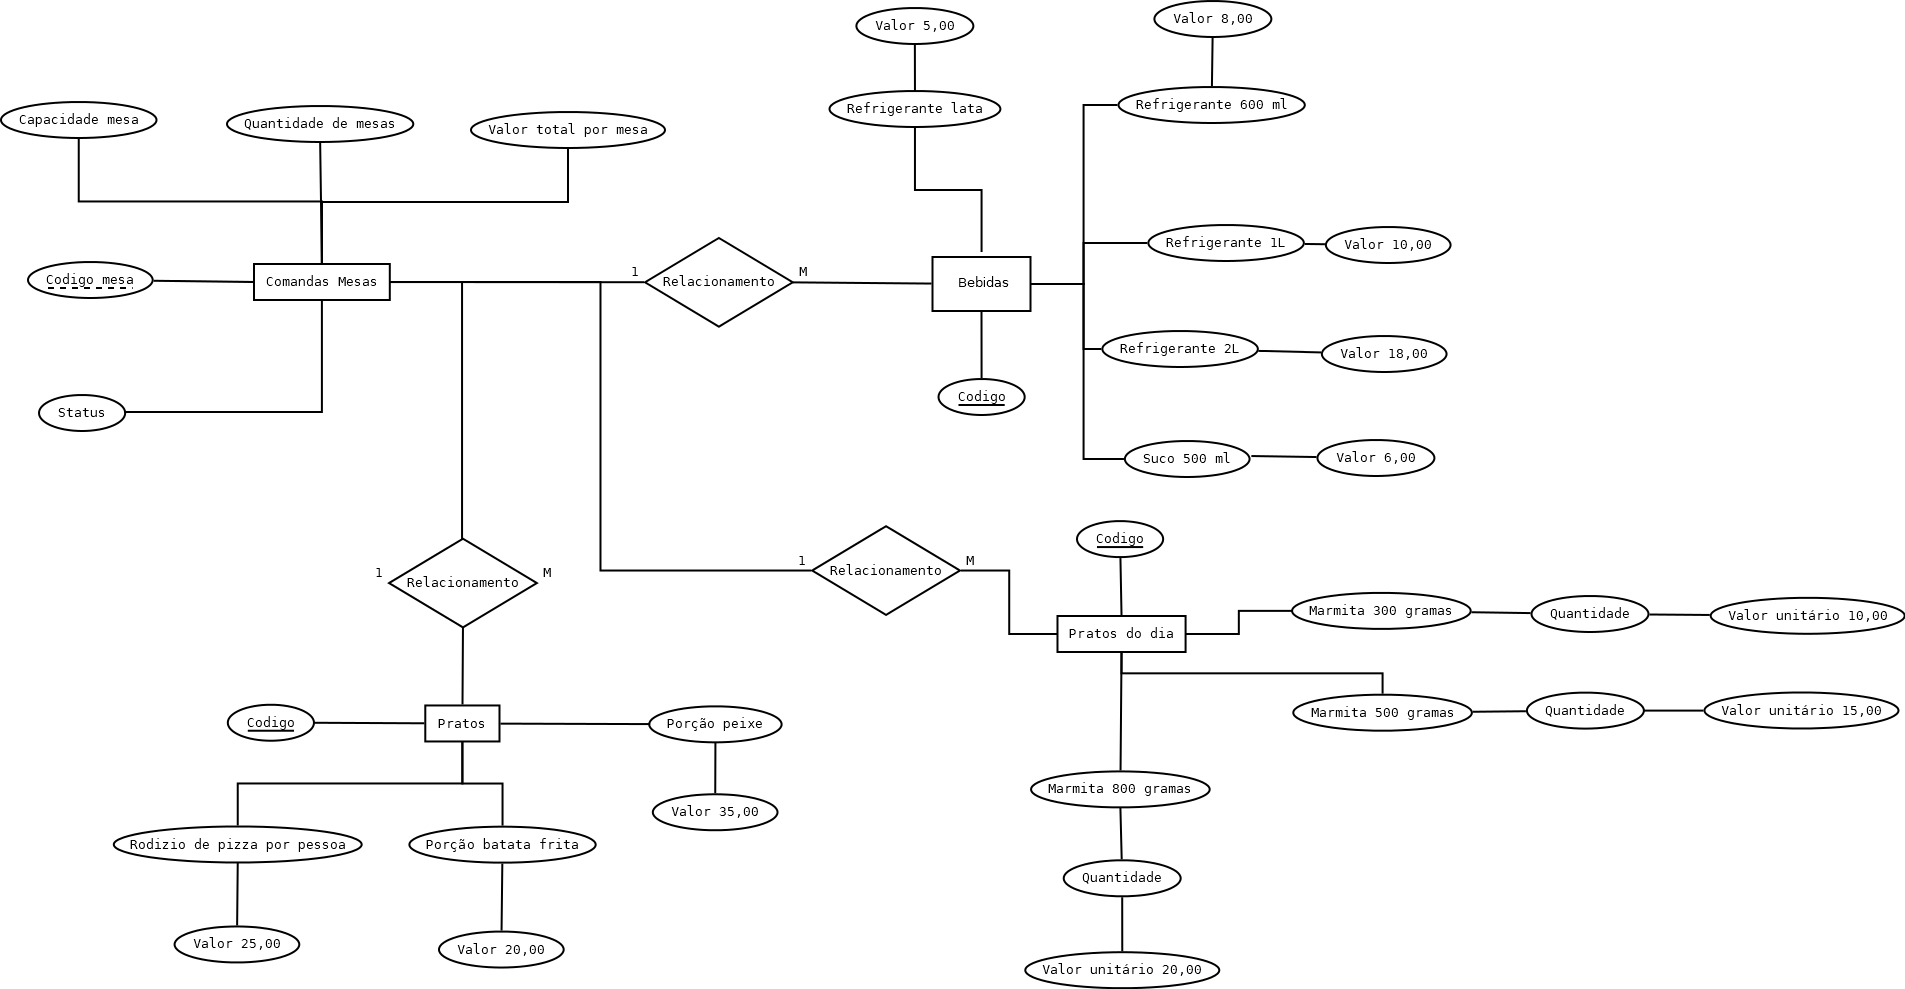 Valor 5,00
Valor 8,00
Refrigerante lata
Refrigerante 600 ml
Capacidade mesa
Quantidade de mesas
Valor total por mesa
Refrigerante 1L
Valor 10,00
Codigo mesa
Comandas Mesas
1
Relacionamento
M
Bebidas
Refrigerante 2L
Valor 18,00
Codigo
Status
Suco 500 ml
Valor 6,00
Codigo
1
Relacionamento
M
1
Relacionamento
M
Pratos do dia
Marmita 300 gramas
Quantidade
Valor unitário 10,00
Marmita 500 gramas
Quantidade
Valor unitário 15,00
Codigo
Pratos
Porção peixe
Marmita 800 gramas
Valor 35,00
Rodizio de pizza por pessoa
Porção batata frita
Quantidade
Valor 25,00
Valor 20,00
Valor unitário 20,00